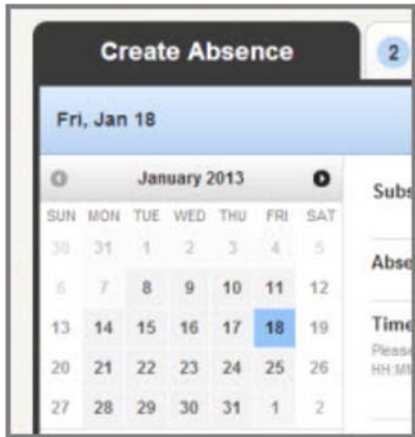 Create Absence 2
Fri, Jan 18
January 2013
SUN MON TUE WED THU FRI SAT
30 31 1 2 3 4 5
6 7 8 9 10 11 12
13 14 15 16 17 18 19
20 21 22 23 24 25 26
27 28 29 30 31 1 2
Subs
Abse
Time
Please
HH:MM